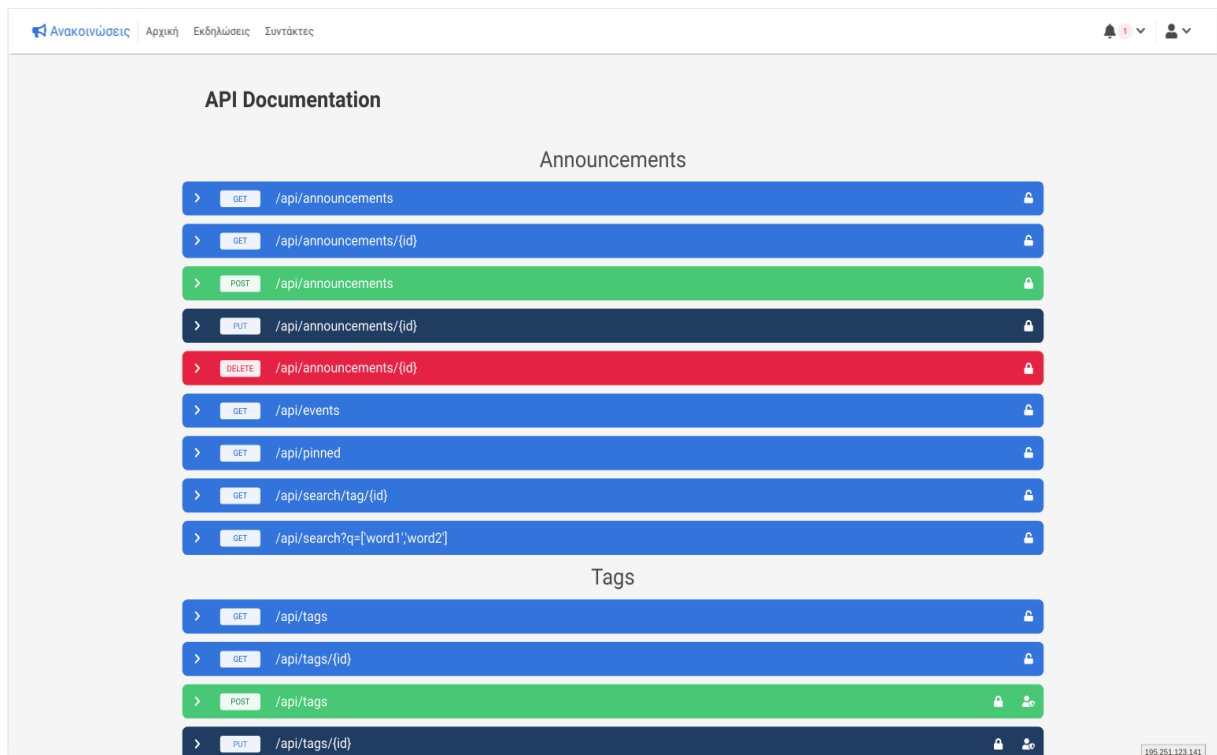 Ανακοινώσεις Αρχική Εκδηλώσεις Συντάκτες 1
API Documentation
Announcements
GET /api/announcements
GET /api/announcements/{id}
POST /api/announcements
PUT /api/announcements/{id}
DELETE /api/announcements/{id}
GET /api/events
GET /api/pinned
GET /api/search/tag/{id}
GET /api/search?q=['word1','word2']
Tags
GET /api/tags
GET /api/tags/{id}
POST /api/tags
PUT /api/tags/{id}
195.251.123.141